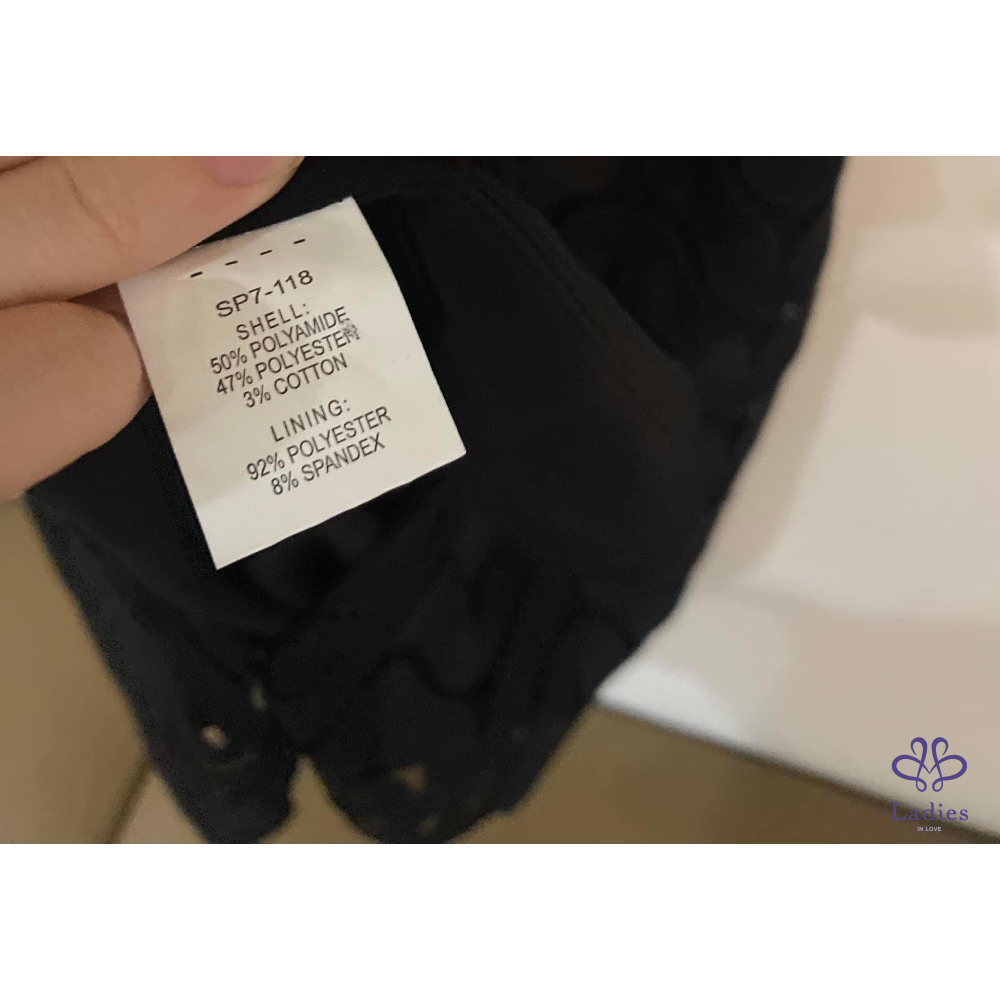 SP7-118
SHELL:
50% POLYAMIDE
47% POLYESTER
3% COTTON
LINING:
92% POLYESTER
8% SPANDEX
Ladies
IN LOVE